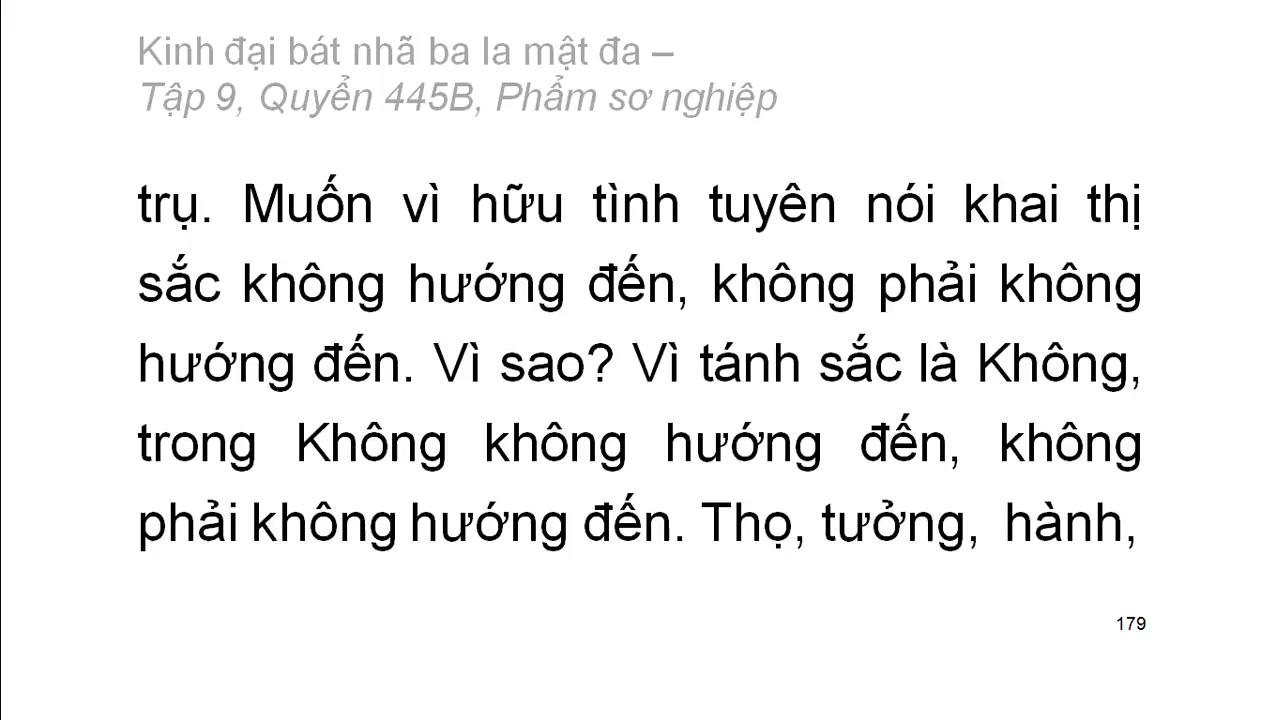 Kinh đại bát nhã ba la mật đa –
Tập 9, Quyển 445B, Phẩm sơ nghiệp
trụ. Muốn vì hữu tình tuyên nói khai thị
sắc không hướng đến, không phải không
hướng đến. Vì sao? Vì tánh sắc là Không,
trong Không không hướng đến, không
phải không hướng đến. Thọ, tưởng, hành,
179